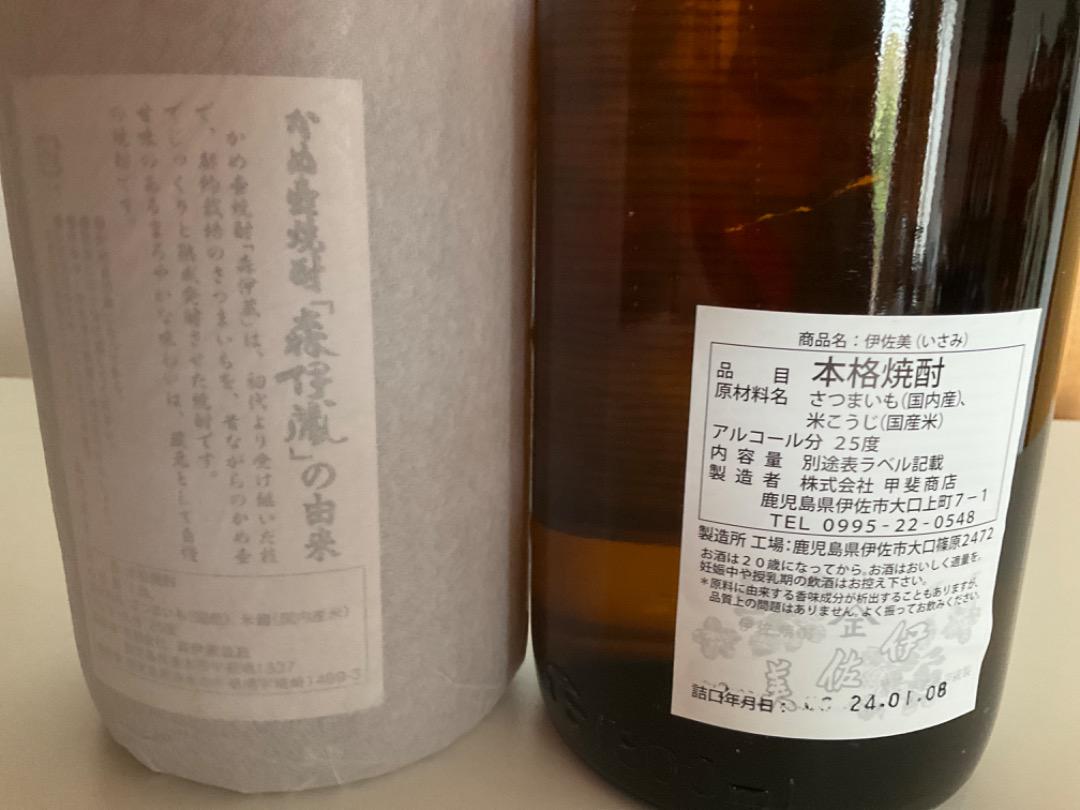 かめ壺焼酎「森伊蔵」の由来
かめ壺焼酎「森伊蔵」は、初代より受け継いだ技
で、契約栽培のさつまいもを、昔ながらのかめ壺
でじっくりと熟成発酵させた焼酎です。
甘味のあるまろやかな味
の焼酎です。
商品名：伊佐美（いさみ）
品目 本格焼酎
原材料名 さつまいも(国内産)、
米こうじ(国産米)
アルコール分 25度
内容量 別途表ラベル記載
製造者 株式会社 甲斐商店
鹿児島県伊佐市大口上町7－1
TEL 0995-22-0548
製造所 工場:鹿児島県伊佐市大口篠原2472
お酒は20歳になってから。お酒はおいしく適量を。
妊娠中や授乳期の飲酒はお控え下さい。
＊原料に由来する香味成分が析出することもありますが、
品質上の問題はありません。よく振ってお飲みください。
伊佐美
詰口年月日： 24.01.08